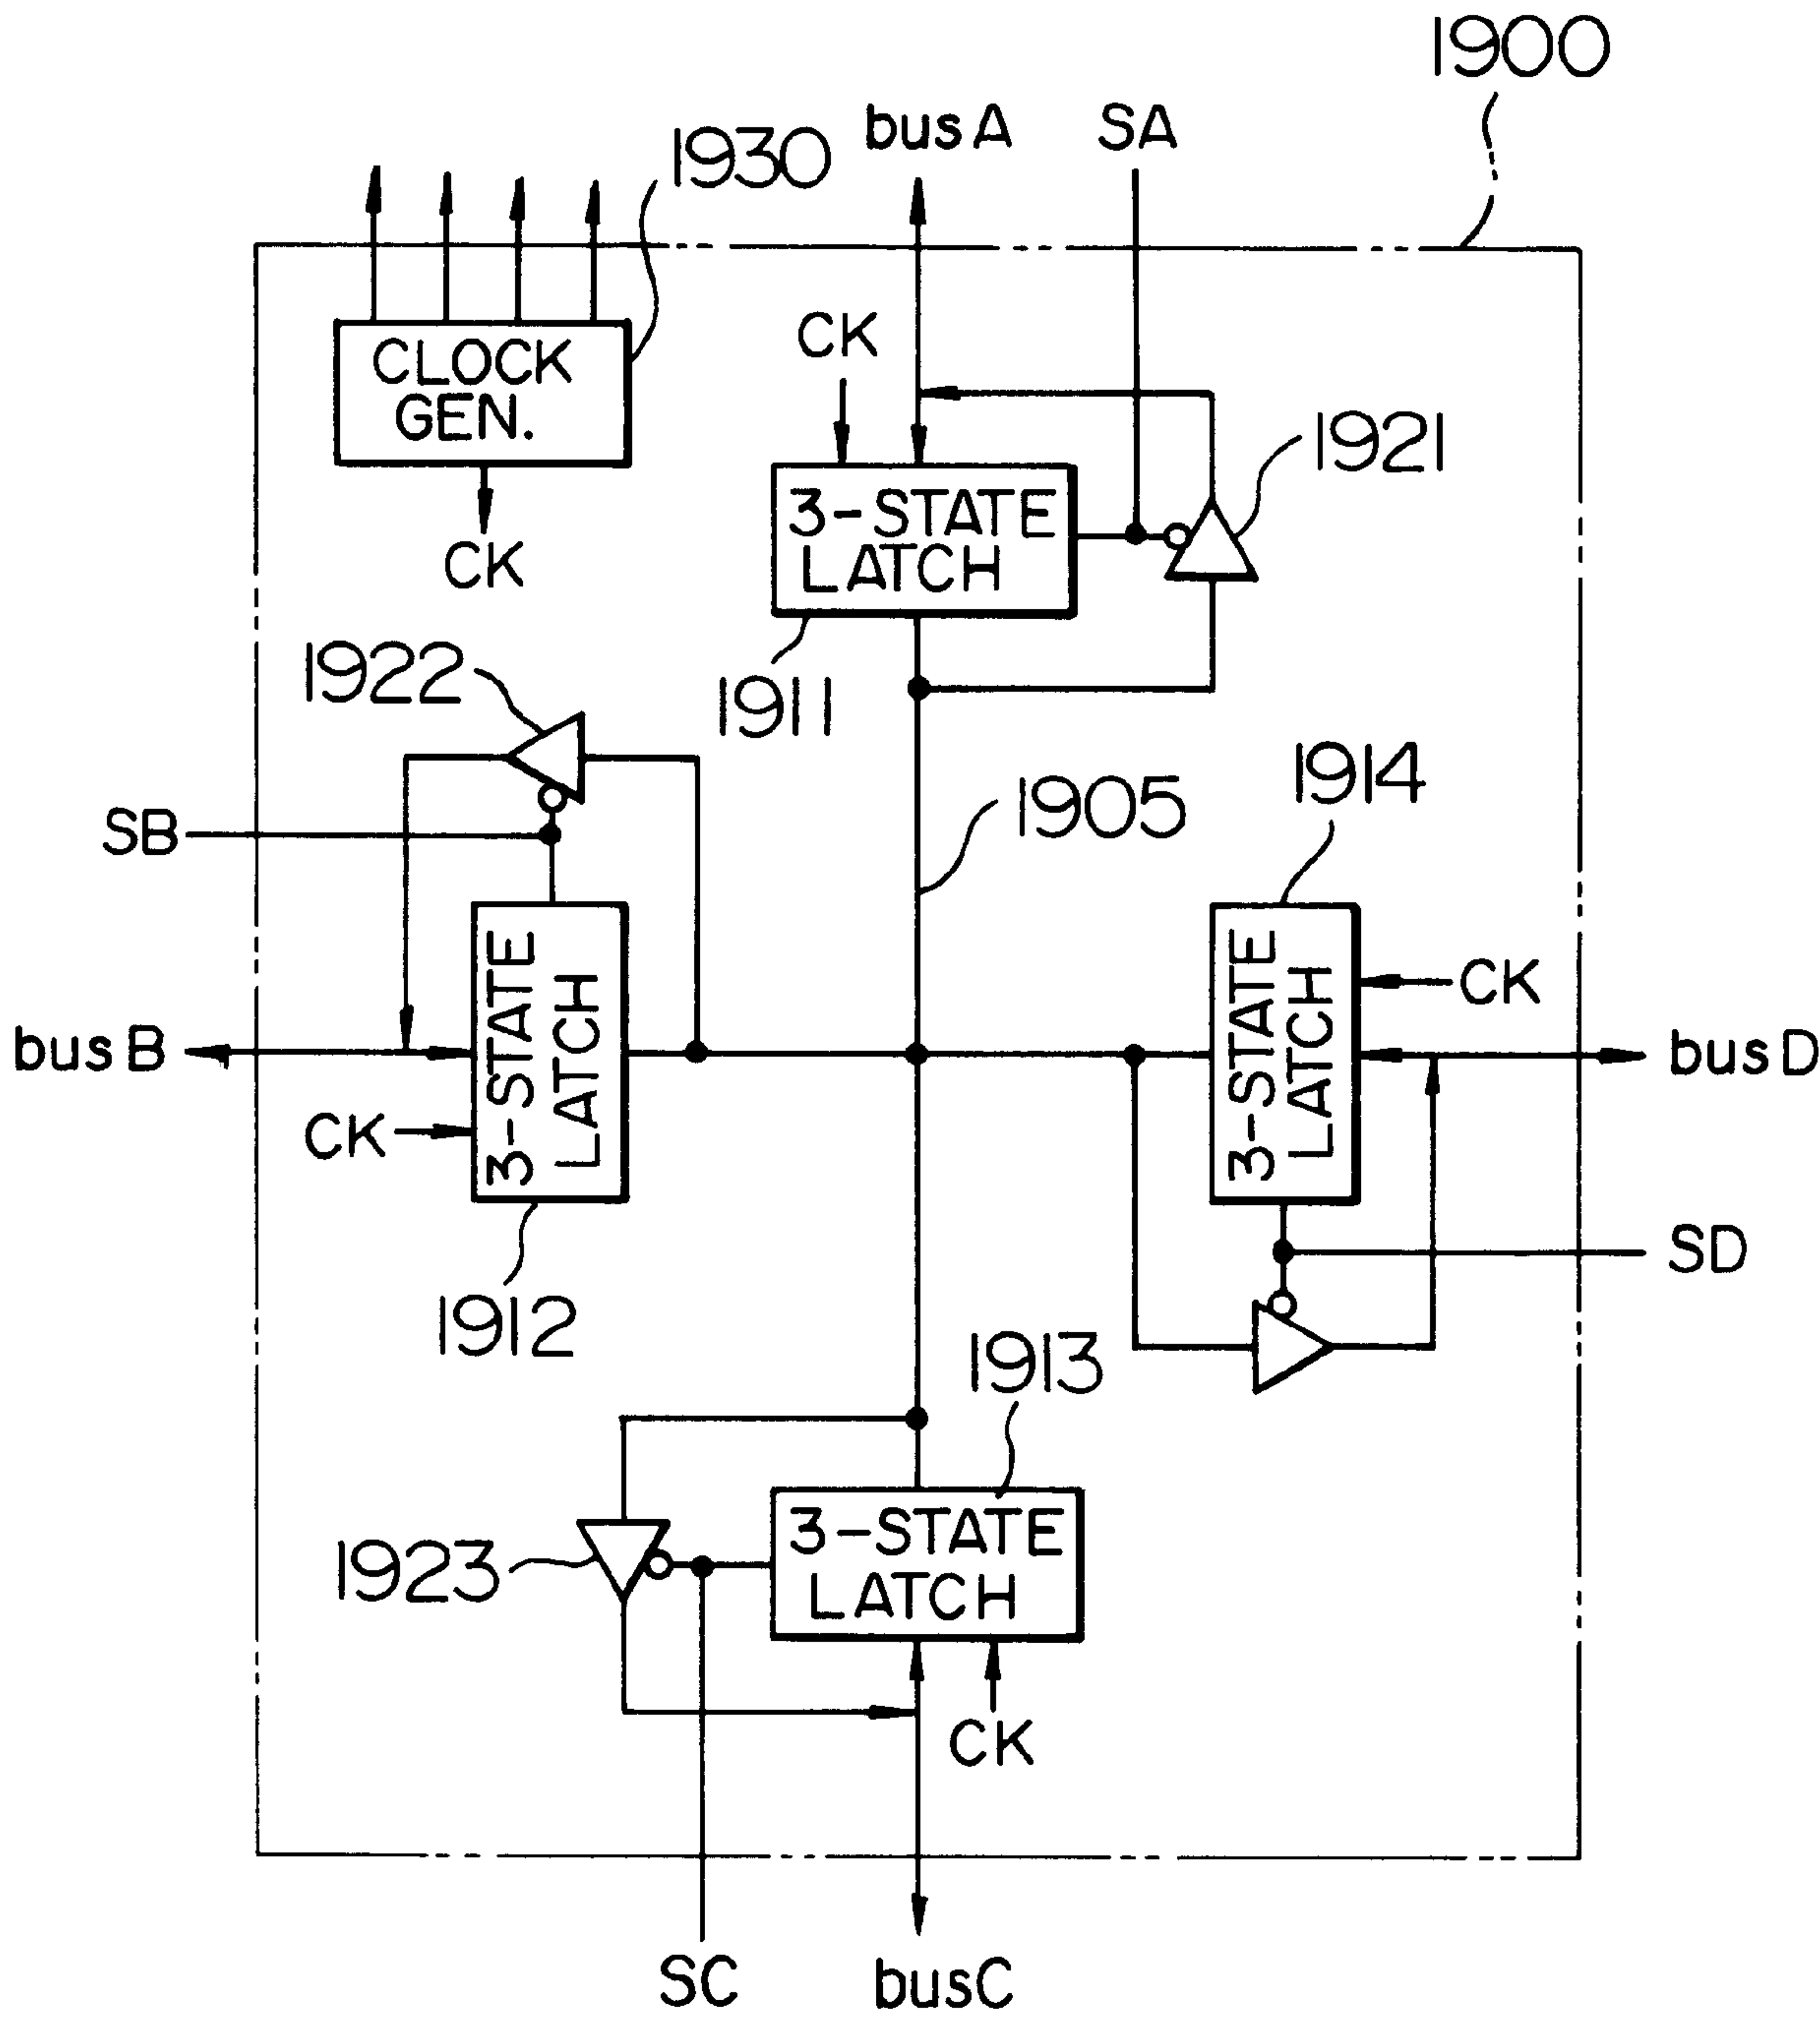 1900
bus A
SA
1930
CLOCK
GEN.
CK
CK
3-STATE
LATCH
1921
1911
1922
SB
1905
1914
3-STATE
LATCH
bus B
CK
1912
3-STATE
LATCH
CK
bus D
SD
1913
3-STATE
LATCH
1923
CK
SC
bus C